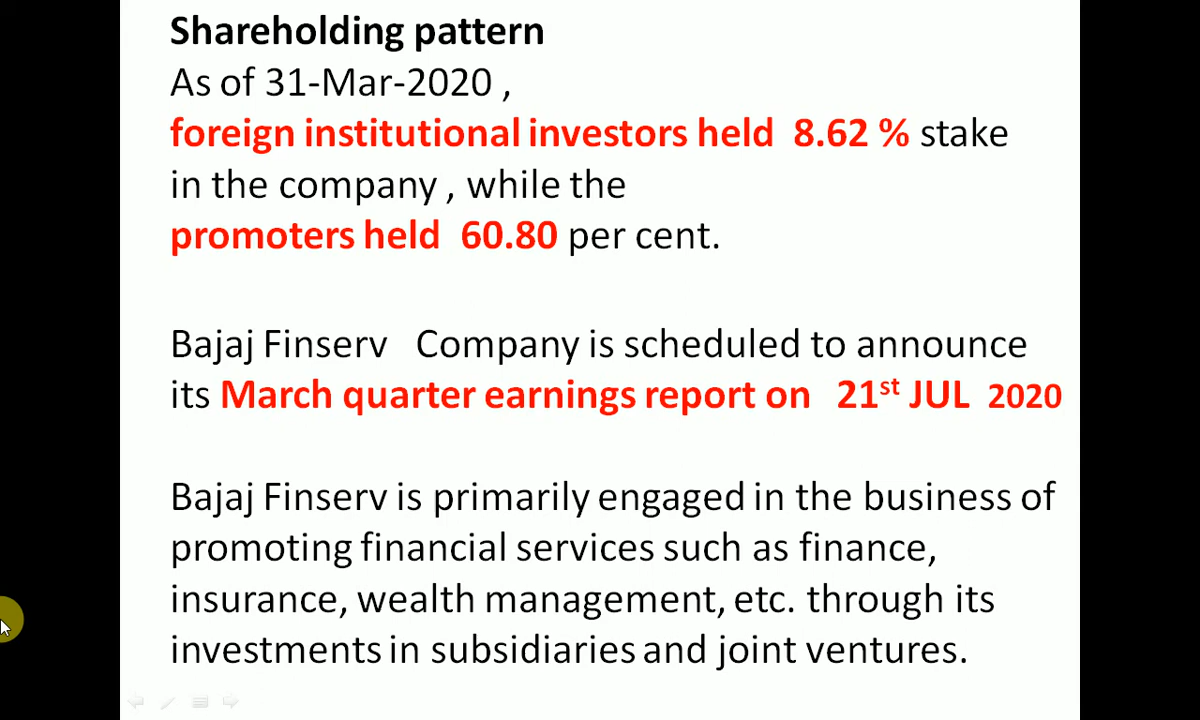 Shareholding pattern
As of 31-Mar-2020 ,
foreign institutional investors held 8.62 % stake
in the company , while the
promoters held 60.80 per cent.
Bajaj Finserv Company is scheduled to announce
its March quarter earnings report on 21st JUL 2020
Bajaj Finserv is primarily engaged in the business of
promoting financial services such as finance,
insurance, wealth management, etc. through its
investments in subsidiaries and joint ventures.